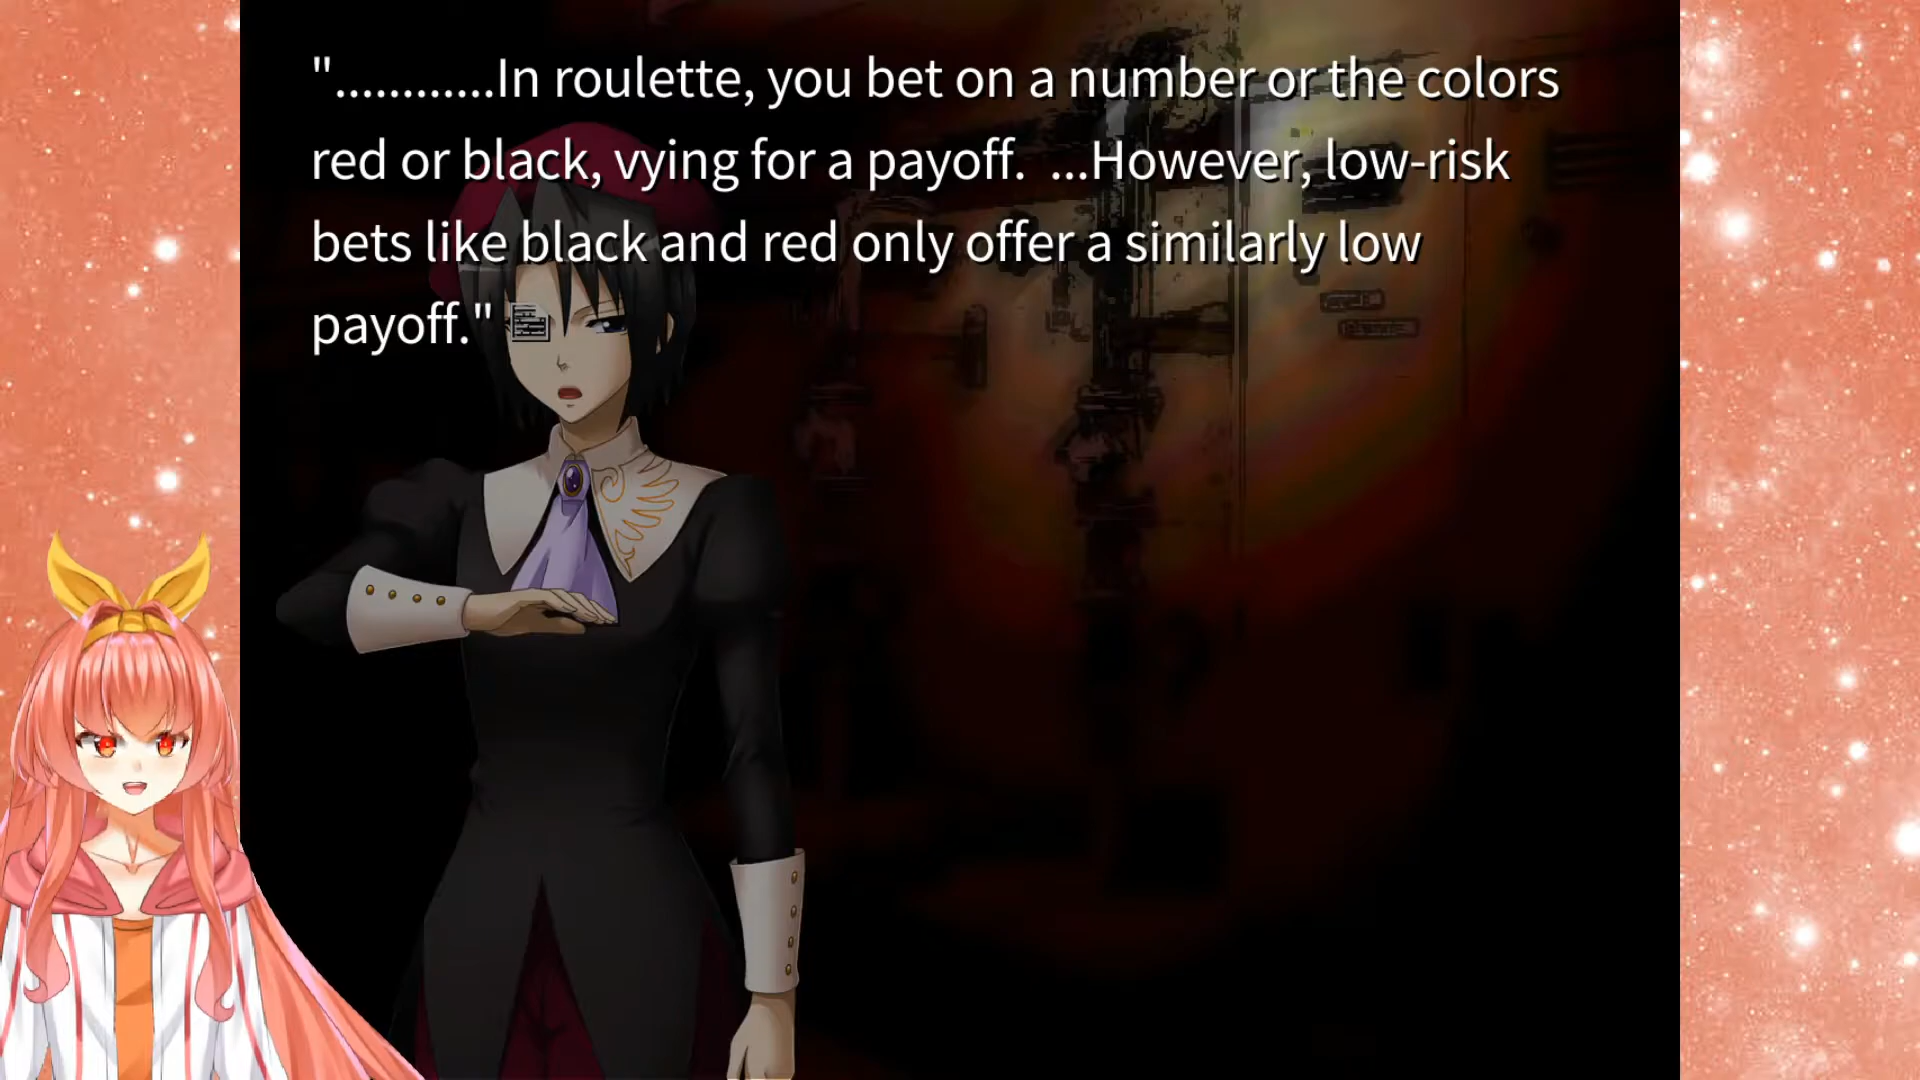 "............In roulette, you bet on a number or the colors
red or black, vying for a payoff. ...However, low-risk
bets like black and red only offer a similarly low
payoff."